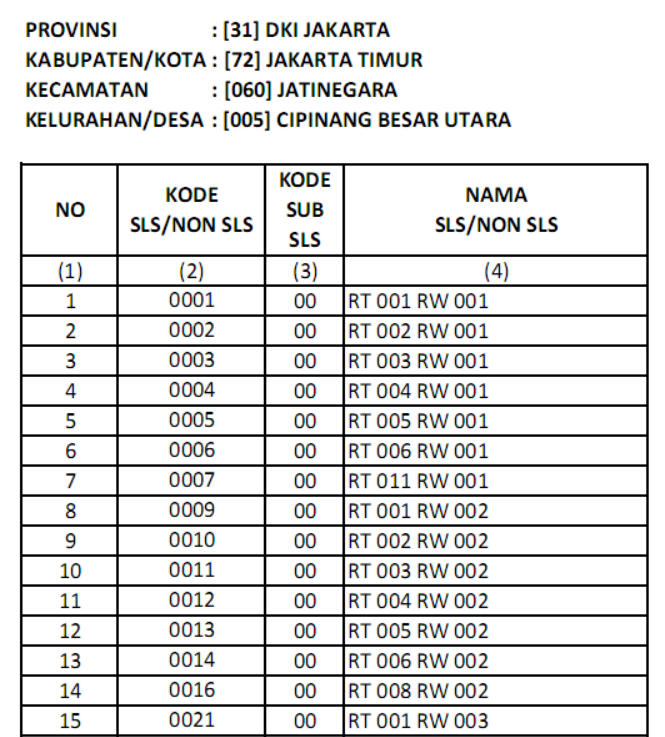 PROVINSI : [31] DKI JAKARTA
KABUPATEN/KOTA : [72] JAKARTA TIMUR
KECAMATAN : [060] JATINEGARA
KELURAHAN/DESA : [005] CIPINANG BESAR UTARA
NO KODE SLS/NON SLS KODE SUB SLS NAMA SLS/NON SLS
(1) (2) (3) (4)
1 0001 00 RT 001 RW 001
2 0002 00 RT 002 RW 001
3 0003 00 RT 003 RW 001
4 0004 00 RT 004 RW 001
5 0005 00 RT 005 RW 001
6 0006 00 RT 006 RW 001
7 0007 00 RT 011 RW 001
8 0009 00 RT 001 RW 002
9 0010 00 RT 002 RW 002
10 0011 00 RT 003 RW 002
11 0012 00 RT 004 RW 002
12 0013 00 RT 005 RW 002
13 0014 00 RT 006 RW 002
14 0016 00 RT 008 RW 002
15 0021 00 RT 001 RW 003